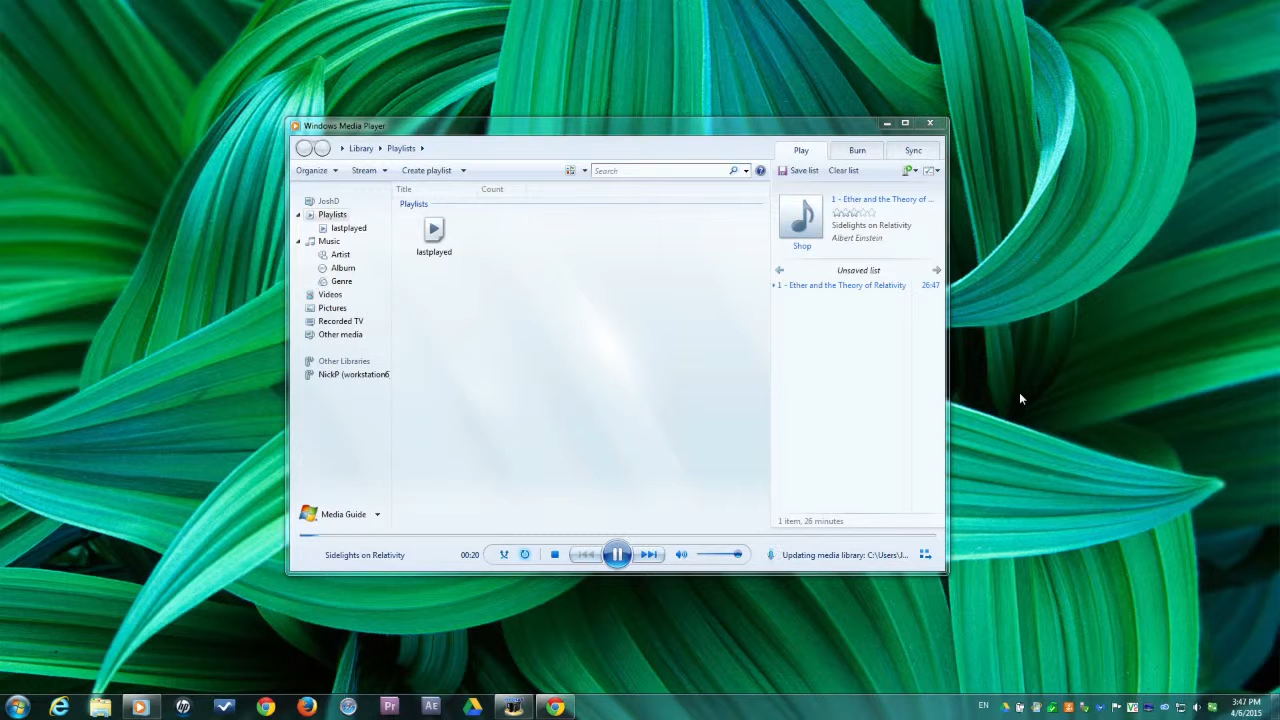 Windows Media Player
Library Playlists
Play Burn Sync
Organize Stream Create playlist Search Save list Clear list
Title Count
JoshD
Playlists
lastplayed
Music
Artist
Album
Genre
Videos
Pictures
Recorded TV
Other media
Other Libraries
NickP (workstation6
Media Guide
Playlists
lastplayed
1 - Ether and the Theory of ...
Sidelights on Relativity
Albert Einstein
Shop
Unsaved list
1 - Ether and the Theory of Relativity 26:47
1 item, 26 minutes
Sidelights on Relativity 00:20 Updating media library: C:\Users\J...
Pr AE EN 3:47 PM
4/6/2015